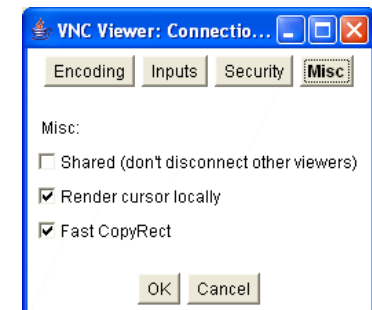 VNC Viewer: Connectio...
Encoding Inputs Security Misc
Misc:
Shared (don't disconnect other viewers)
Render cursor locally
Fast CopyRect
OK Cancel